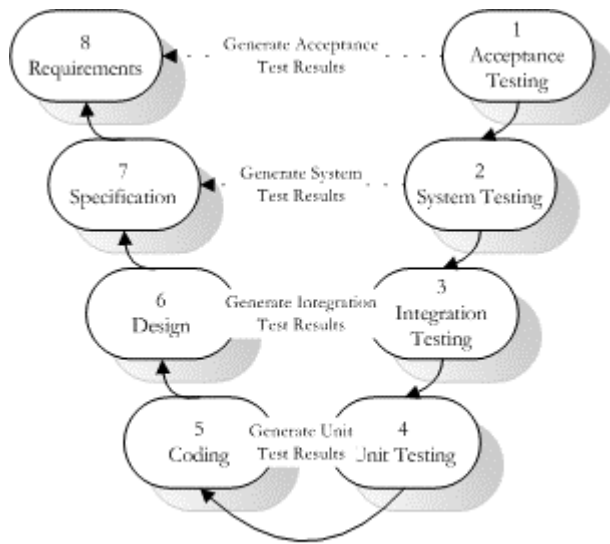 8
Requirements
Generate Acceptance
Test Results
1
Acceptance
Testing
7
Specification
Generate System
Test Results
2
System Testing
6
Design
Generate Integration
Test Results
3
Integration
Testing
5
Coding
Generate Unit
Test Results
4
Unit Testing